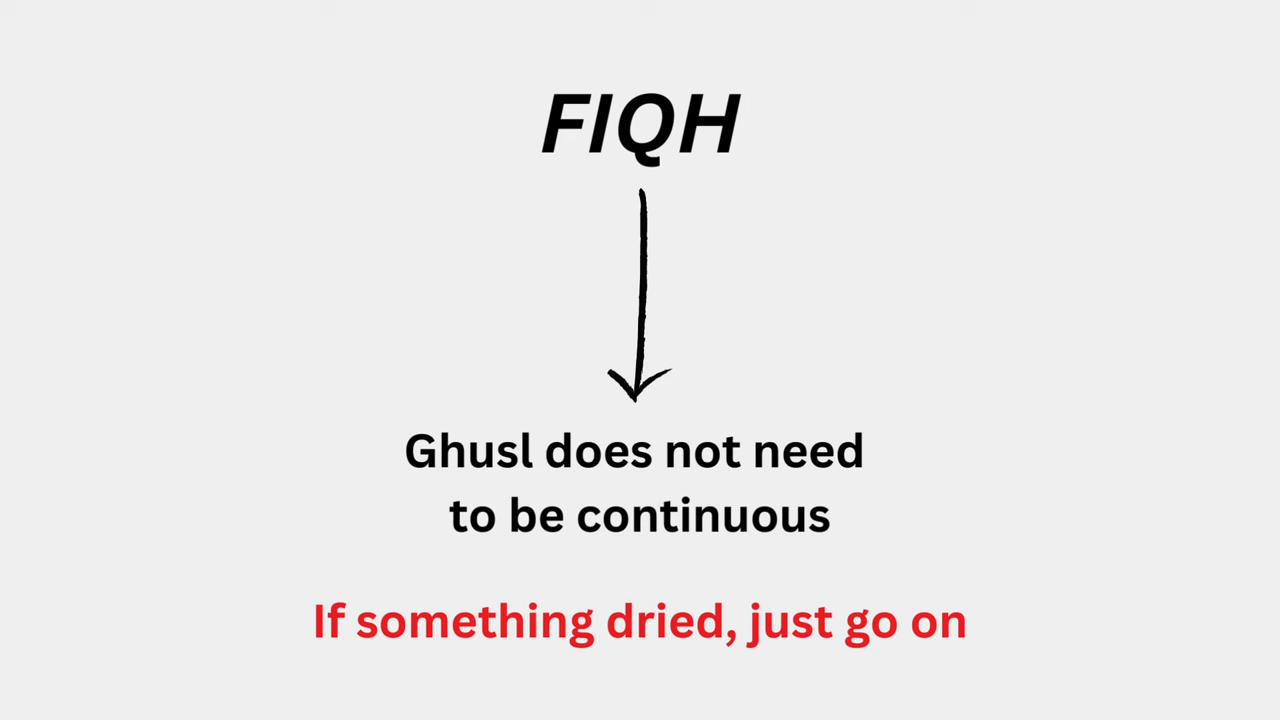 FIQH
Ghusl does not need
to be continuous
If something dried, just go on